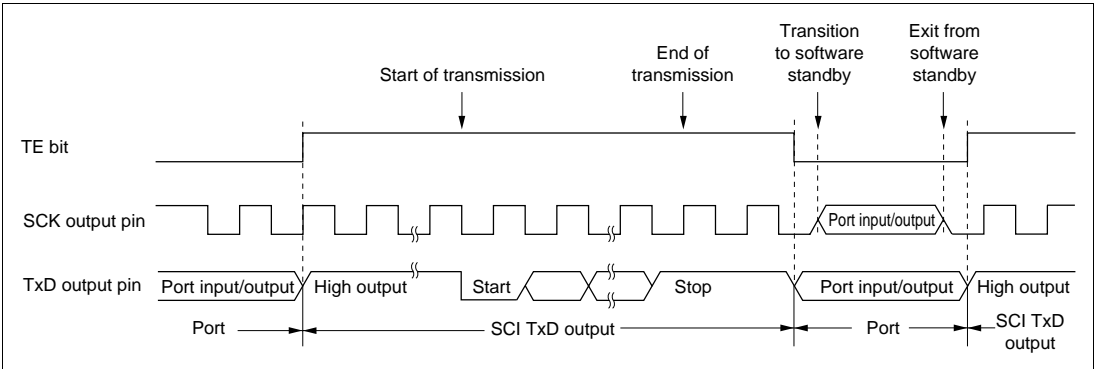 Transition
to software
standby
Exit from
software
standby
End of
transmission
Start of transmission
TE bit
SCK output pin
Port input/output
TxD output pin
Port input/output
High output
Start
Stop
Port input/output
High output
Port
SCI TxD output
Port
SCI TxD
output